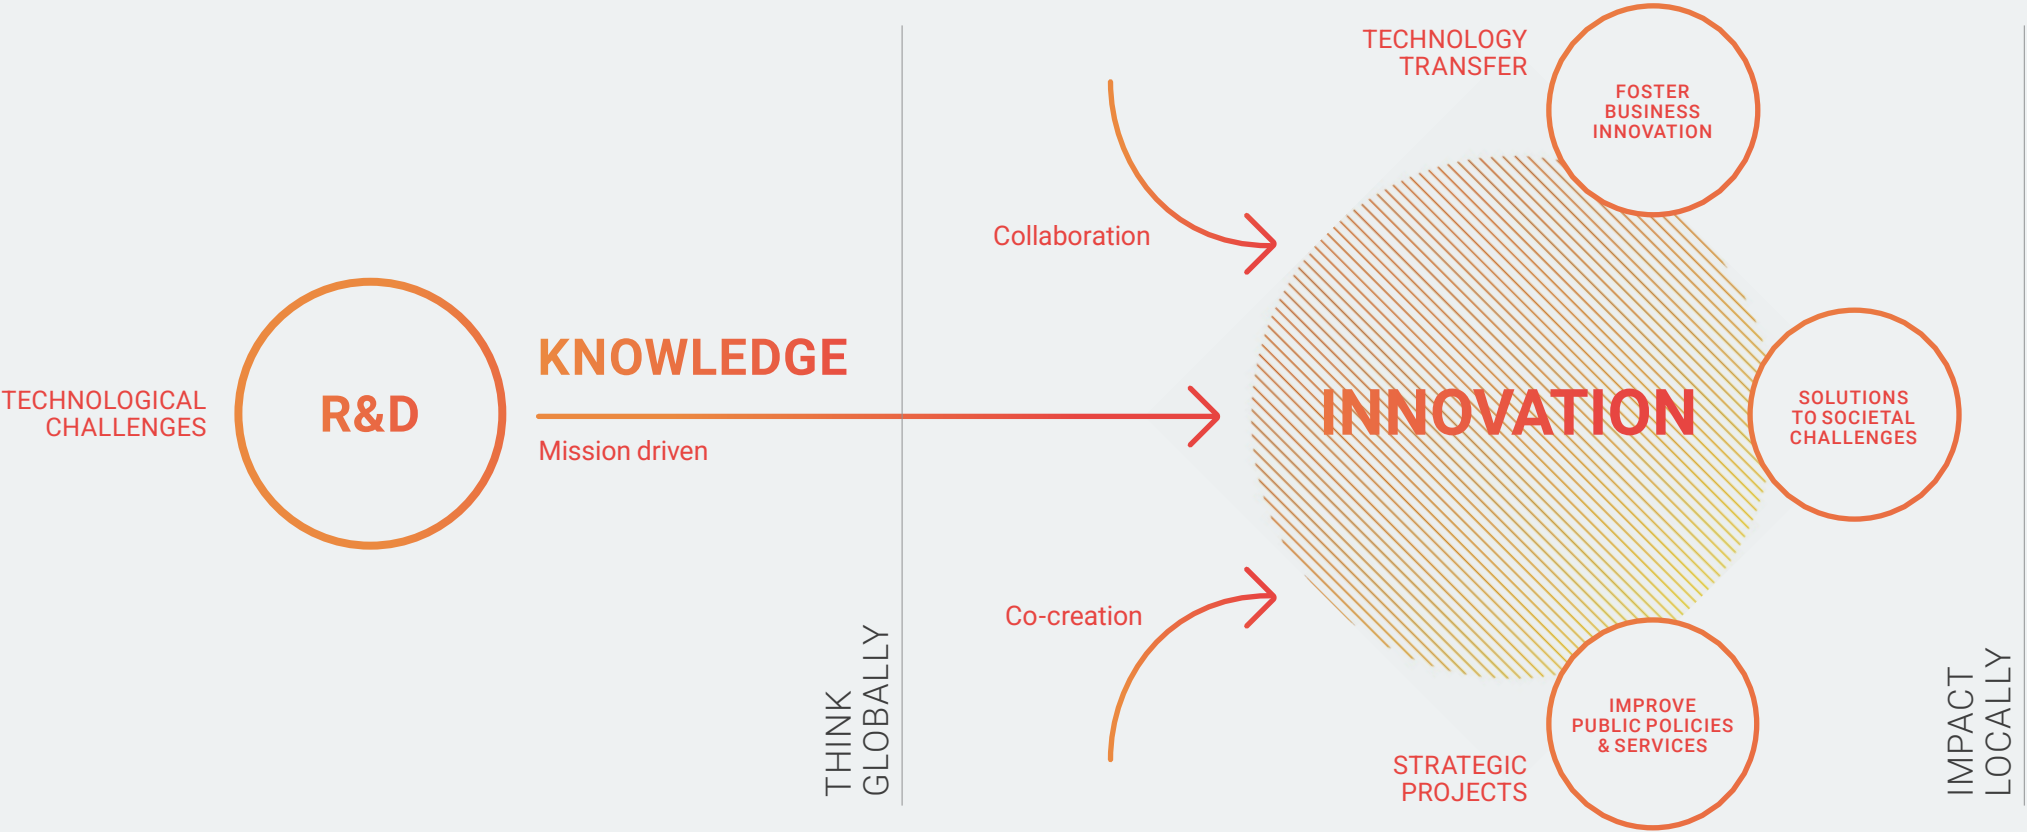 TECHNOLOGICAL
CHALLENGES
R&D
KNOWLEDGE
Mission driven
THINK
GLOBALLY
Collaboration
Co-creation
INNOVATION
TECHNOLOGY
TRANSFER
FOSTER
BUSINESS
INNOVATION
SOLUTIONS
TO SOCIETAL
CHALLENGES
STRATEGIC
PROJECTS
IMPROVE
PUBLIC POLICIES
& SERVICES
IMPACT
LOCALLY